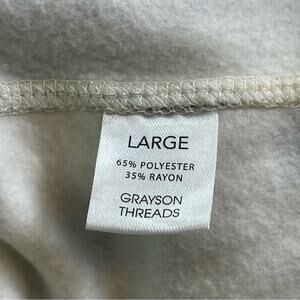 LARGE
65% POLYESTER
35% RAYON
GRAYSON
THREADS